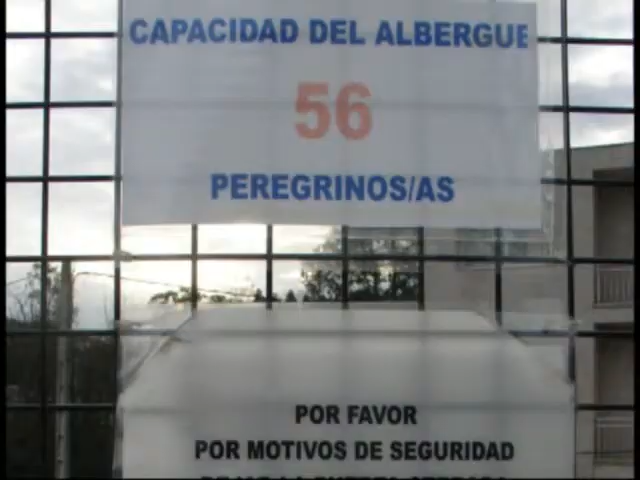 CAPACIDAD DEL ALBERGUE
56
PEREGRINOS/AS
POR FAVOR
POR MOTIVOS DE SEGURIDAD